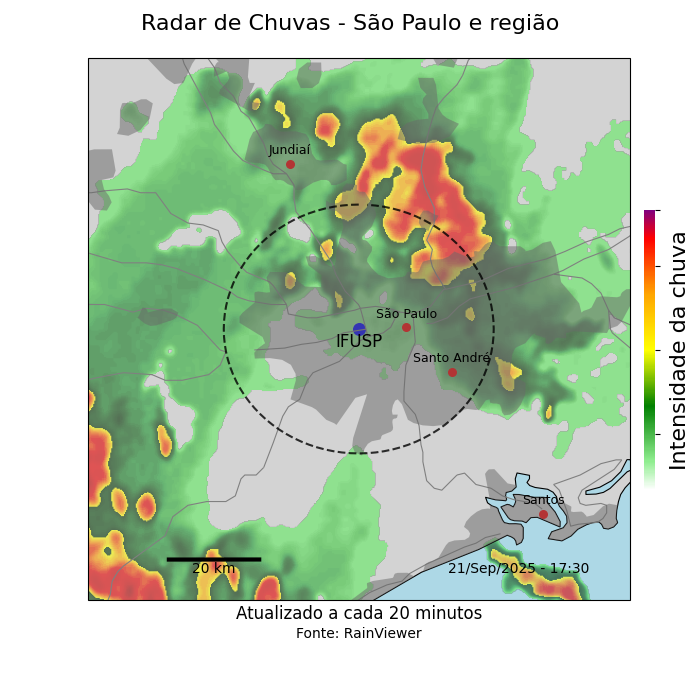 Radar de Chuvas - São Paulo e região
Jundiaí
São Paulo
IFUSP
Santo André
Santos
20 km
21/Sep/2025 - 17:30
Intensidade da chuva
Atualizado a cada 20 minutos
Fonte: RainViewer